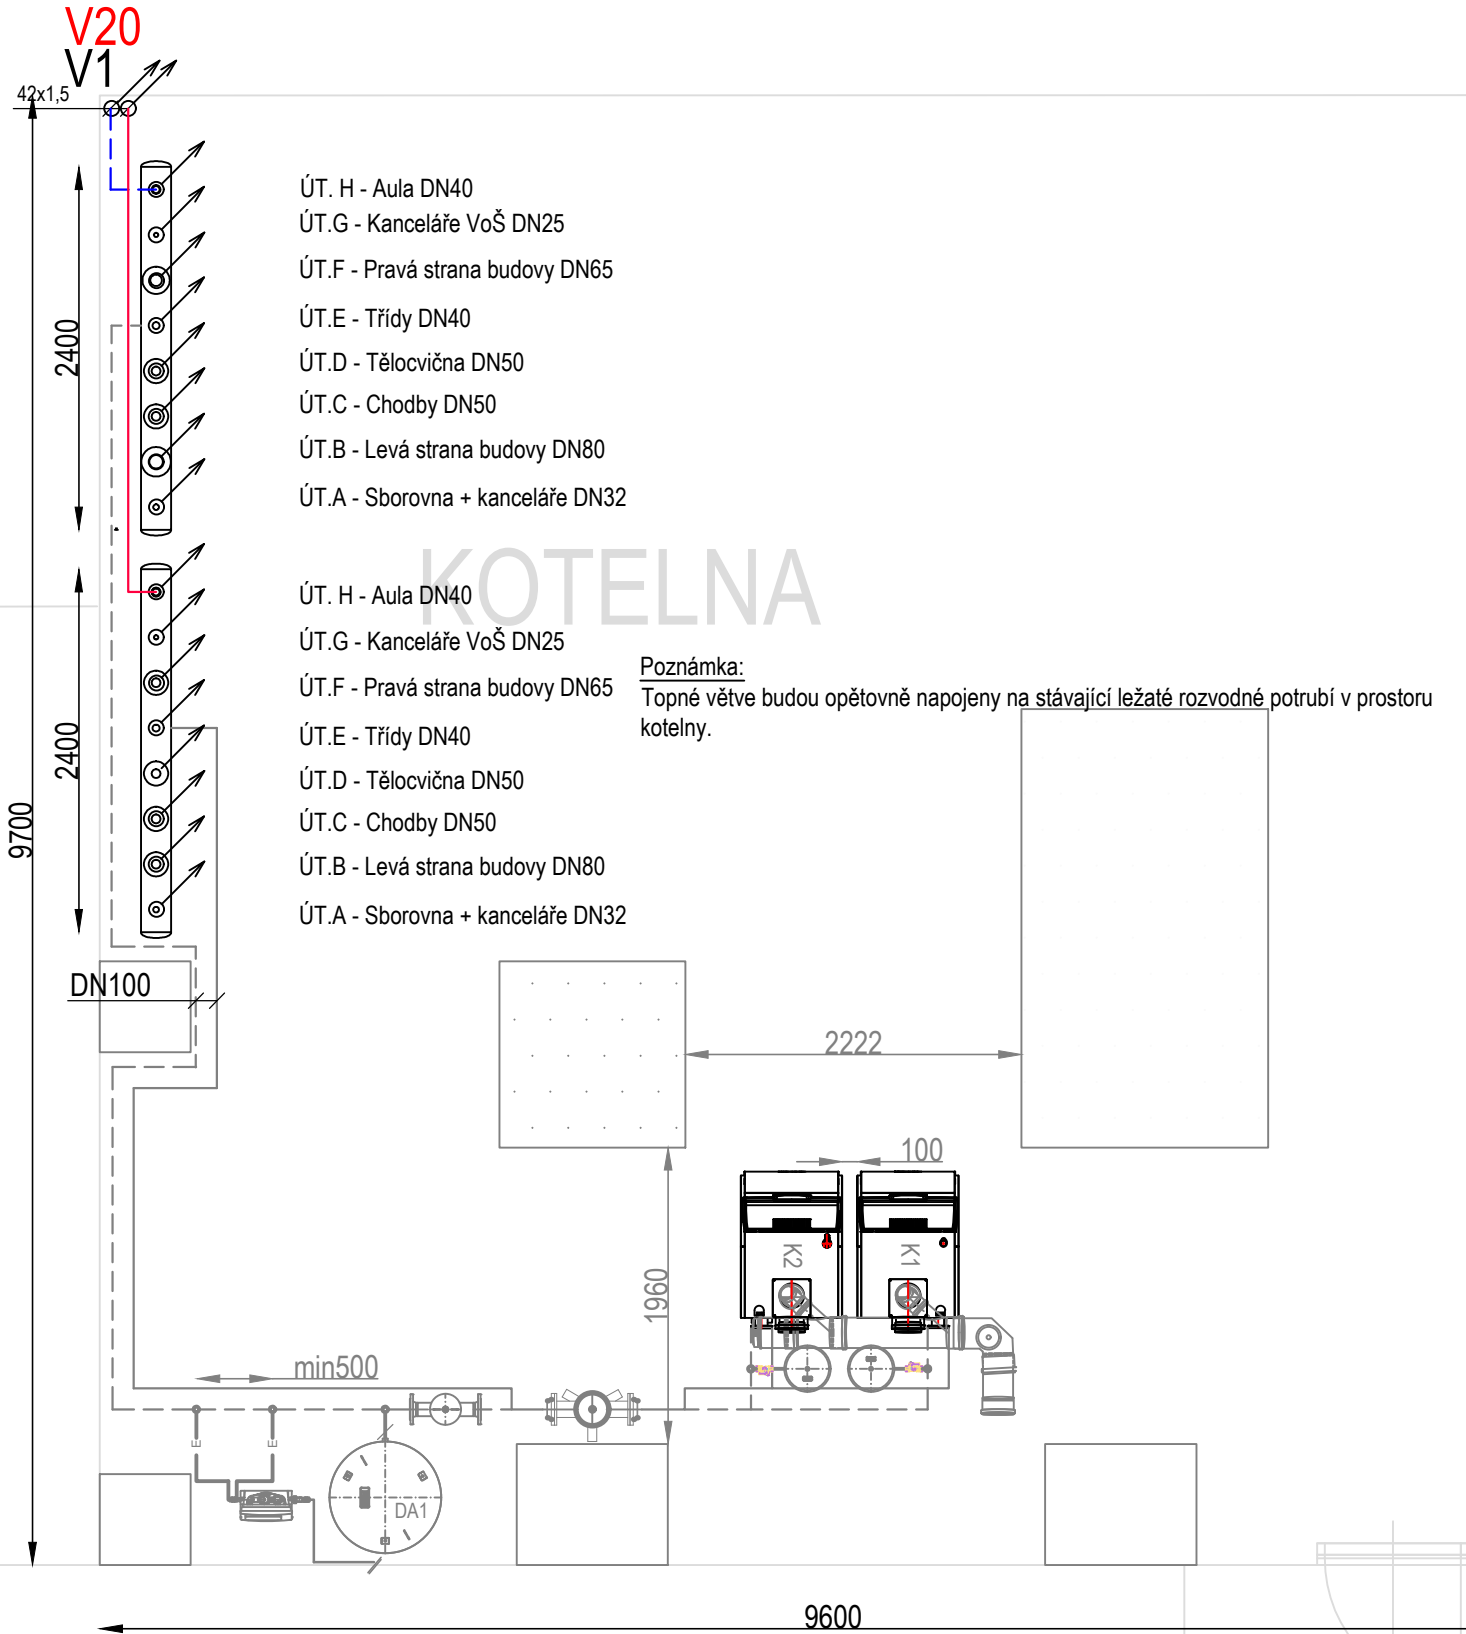 V20
V1
42x1,5
ÚT. H - Aula DN40
ÚT.G - Kanceláře VoŠ DN25
ÚT.F - Pravá strana budovy DN65
ÚT.E - Třídy DN40
2400
ÚT.D - Tělocvična DN50
ÚT.C - Chodby DN50
ÚT.B - Levá strana budovy DN80
ÚT.A - Sborovna + kanceláře DN32
KOTELNA
ÚT. H - Aula DN40
ÚT.G - Kanceláře VoŠ DN25
Poznámka:
ÚT.F - Pravá strana budovy DN65
Topné větve budou opětovně napojeny na stávající ležaté rozvodné potrubí v prostoru
kotelny.
ÚT.E - Třídy DN40
2400
ÚT.D - Tělocvična DN50
ÚT.C - Chodby DN50
9700
ÚT.B - Levá strana budovy DN80
ÚT.A - Sborovna + kanceláře DN32
DN100
2222
100
K2
K1
1960
min500
E
E
DA1
9600